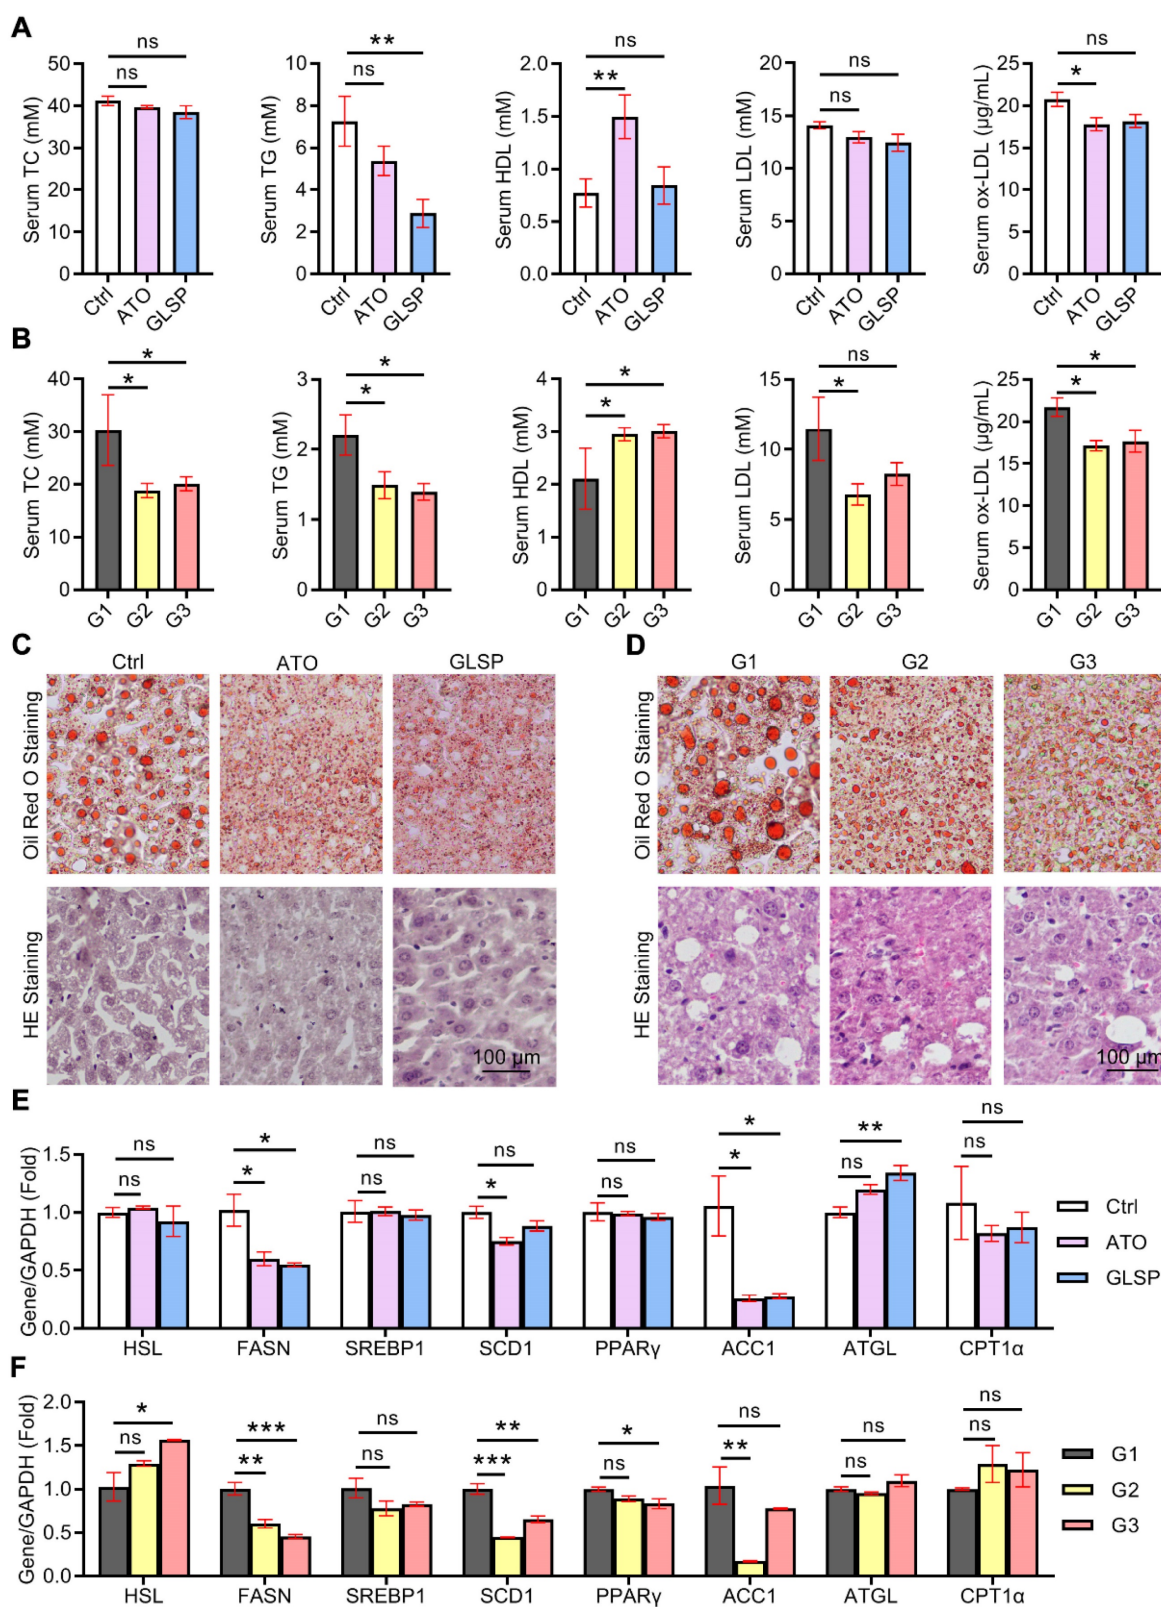 A
Serum TC (mM)
50
40
30
20
10
0
ns
ns
Ctrl
ATO
GLSP
Serum TG (mM)
10
8
6
4
2
0
**
ns
Ctrl
ATO
GLSP
Serum HDL (mM)
2.0
1.5
1.0
0.5
0.0
ns
**
Ctrl
ATO
GLSP
Serum LDL (mM)
20
15
10
5
0
ns
ns
Ctrl
ATO
GLSP
Serum ox-LDL (µg/mL)
25
20
15
10
5
0
ns
*
Ctrl
ATO
GLSP
B
Serum TC (mM)
40
30
20
10
0
*
*
G1
G2
G3
Serum TG (mM)
3
2
1
0
*
*
G1
G2
G3
Serum HDL (mM)
4
3
2
1
0
*
*
G1
G2
G3
Serum LDL (mM)
15
10
5
0
ns
*
G1
G2
G3
Serum ox-LDL (µg/mL)
25
20
15
10
5
0
*
*
G1
G2
G3
C
Ctrl ATO GLSP
Oil Red O Staining
HE Staining
100 µm
D
G1 G2 G3
Oil Red O Staining
HE Staining
100 µm
E
Gene/GAPDH (Fold)
1.5
1.0
0.5
0.0
ns
ns
*
*
ns
ns
ns
*
ns
ns
*
*
**
ns
ns
ns
HSL FASN SREBP1 SCD1 PPARγ ACC1 ATGL CPT1α
Ctrl
ATO
GLSP
F
Gene/GAPDH (Fold)
2.0
1.5
1.0
0.5
0.0
*
ns
***
**
ns
ns
**
***
*
ns
ns
**
ns
ns
ns
ns
HSL FASN SREBP1 SCD1 PPARγ ACC1 ATGL CPT1α
G1
G2
G3